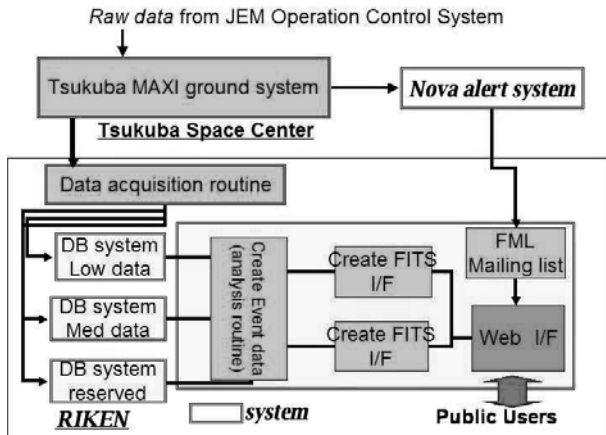 Raw data from JEM Operation Control System
Tsukuba MAXI ground system
Nova alert system
Tsukuba Space Center
Data acquisition routine
DB system
Low data
DB system
Med data
DB system
reserved
Create Event data
(analysis routine)
Create FITS
I/F
Create FITS
I/F
FML
Mailing list
Web I/F
RIKEN
system
Public Users